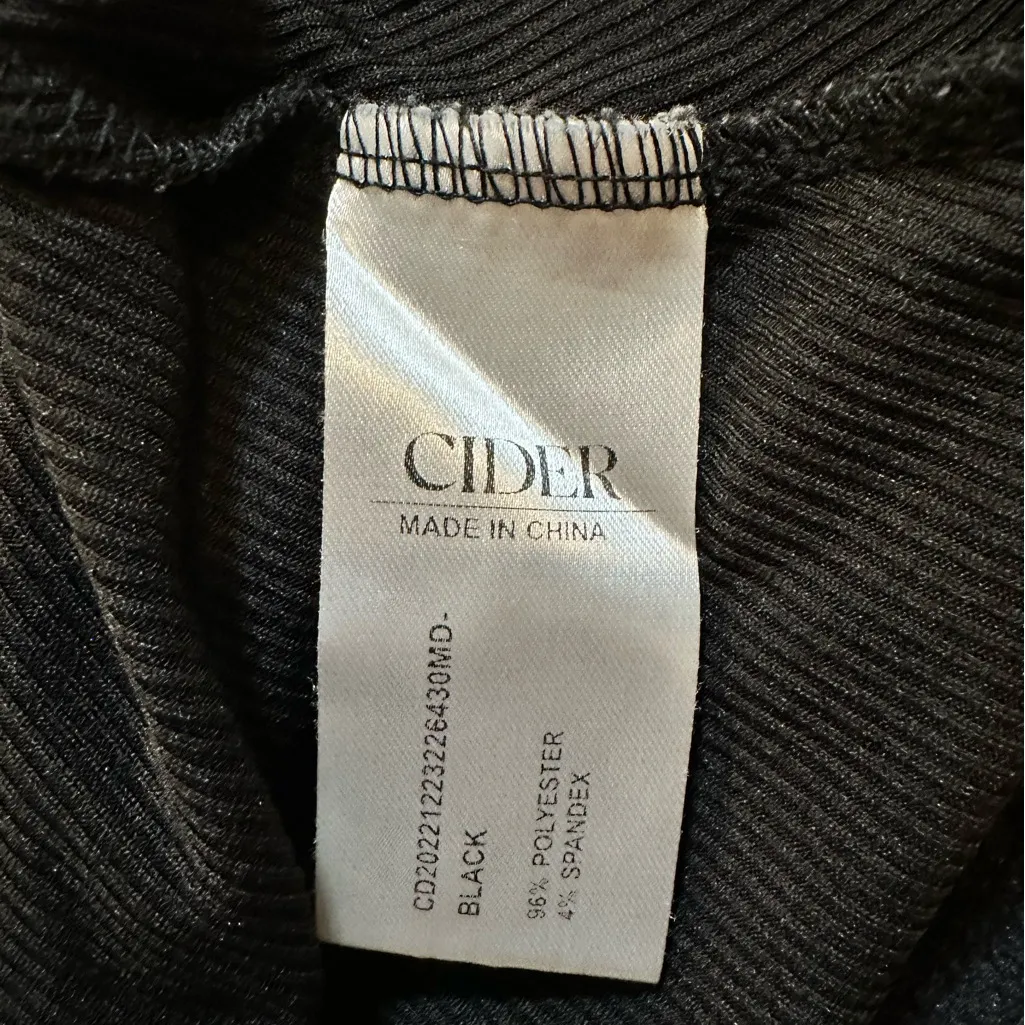 CIDER
MADE IN CHINA
CD20221223226430MD-
BLACK
96% POLYESTER
4% SPANDEX